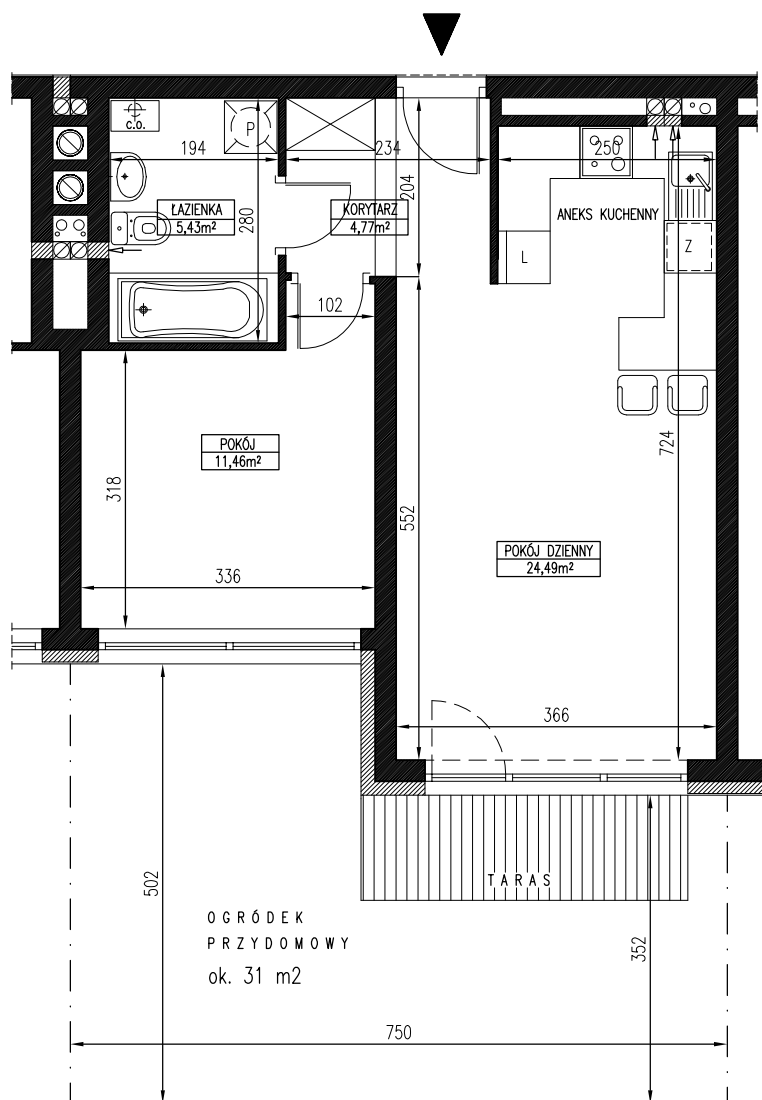 c.o.
P
194
234
250
204
280
ŁAZIENKA
5,43m²
KORYTARZ
4,77m²
ANEKS KUCHENNY
L
Z
102
POKÓJ
11,46m²
318
336
552
724
POKÓJ DZIENNY
24,49m²
366
502
TARAS
OGRÓDEK
PRZYDOMOWY
ok. 31 m2
352
750